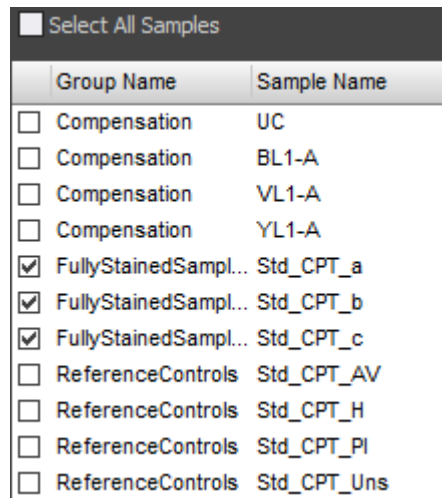 Select All Samples
Group Name Sample Name
Compensation UC
Compensation BL1-A
Compensation VL1-A
Compensation YL1-A
FullyStainedSampl... Std_CPT_a
FullyStainedSampl... Std_CPT_b
FullyStainedSampl... Std_CPT_c
ReferenceControls Std_CPT_AV
ReferenceControls Std_CPT_H
ReferenceControls Std_CPT_PI
ReferenceControls Std_CPT_Uns